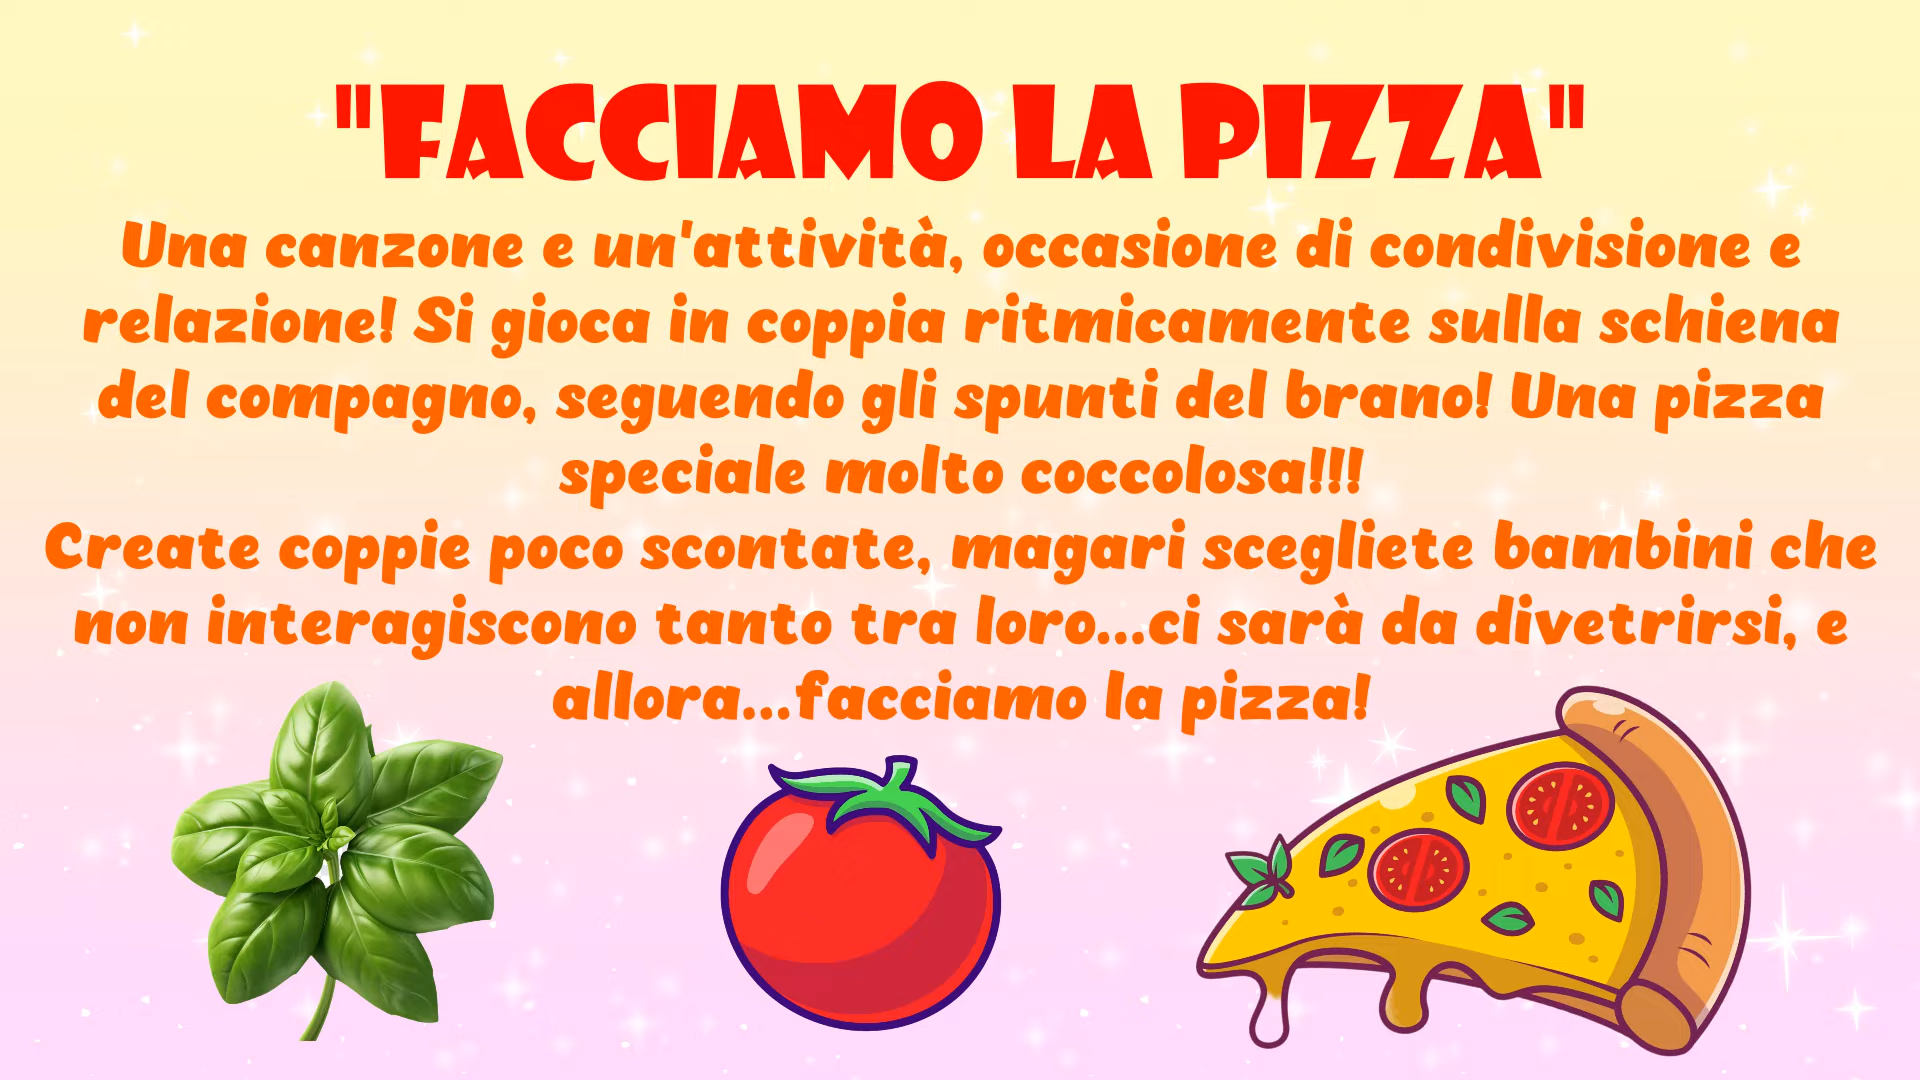 "FACCIAMO LA PIZZA"
Una canzone e un'attività, occasione di condivisione e
relazione! Si gioca in coppia ritmicamente sulla schiena
del compagno, seguendo gli spunti del brano! Una pizza
speciale molto coccolosa!!!
Create coppie poco scontate, magari scegliete bambini che
non interagiscono tanto tra loro...ci sarà da divetrirsi, e
allora...facciamo la pizza!